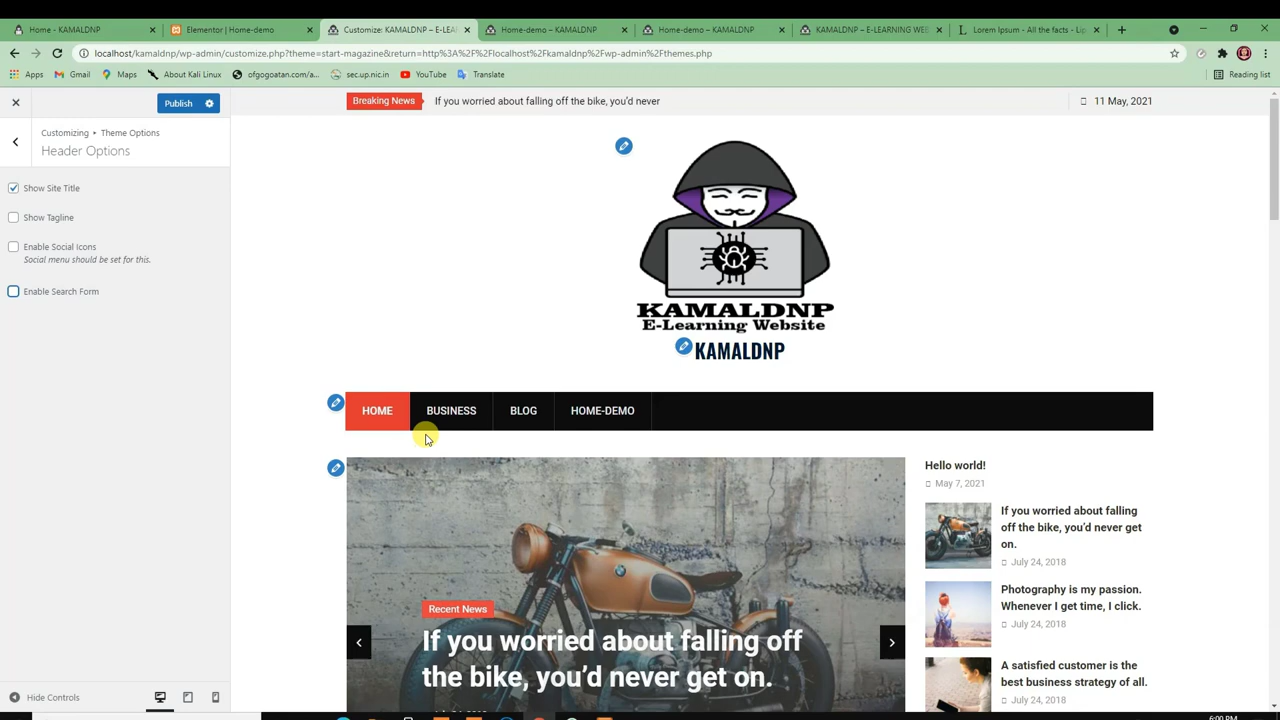 Home - KAMALDNP
Elementor | Home-demo
Customize: KAMALDNP – E-LEA
Home-demo – KAMALDNP
Home-demo – KAMALDNP
KAMALDNP – E-LEARNING WEB
Lorem Ipsum - All the facts - Lip
localhost/kamaldnp/wp-admin/customize.php?theme=start-magazine&return=http%3A%2F%2Flocalhost%2Fkamaldnp%2Fwp-admin%2Fthemes.php
Apps
Gmail
Maps
About Kali Linux
ofgogoatan.com/a...
sec.up.nic.in
YouTube
Translate
Reading list
Publish
Customizing ▸ Theme Options
Header Options
Show Site Title
Show Tagline
Enable Social Icons
Social menu should be set for this.
Enable Search Form
Hide Controls
Breaking News
If you worried about falling off the bike, you'd never
11 May, 2021
KAMALDNP
E-Learning Website
KAMALDNP
HOME
BUSINESS
BLOG
HOME-DEMO
Recent News
If you worried about falling off
the bike, you'd never get on.
Hello world!
May 7, 2021
If you worried about falling
off the bike, you'd never get
on.
July 24, 2018
Photography is my passion.
Whenever I get time, I click.
July 24, 2018
A satisfied customer is the
best business strategy of all.
July 24, 2018
6:00 PM